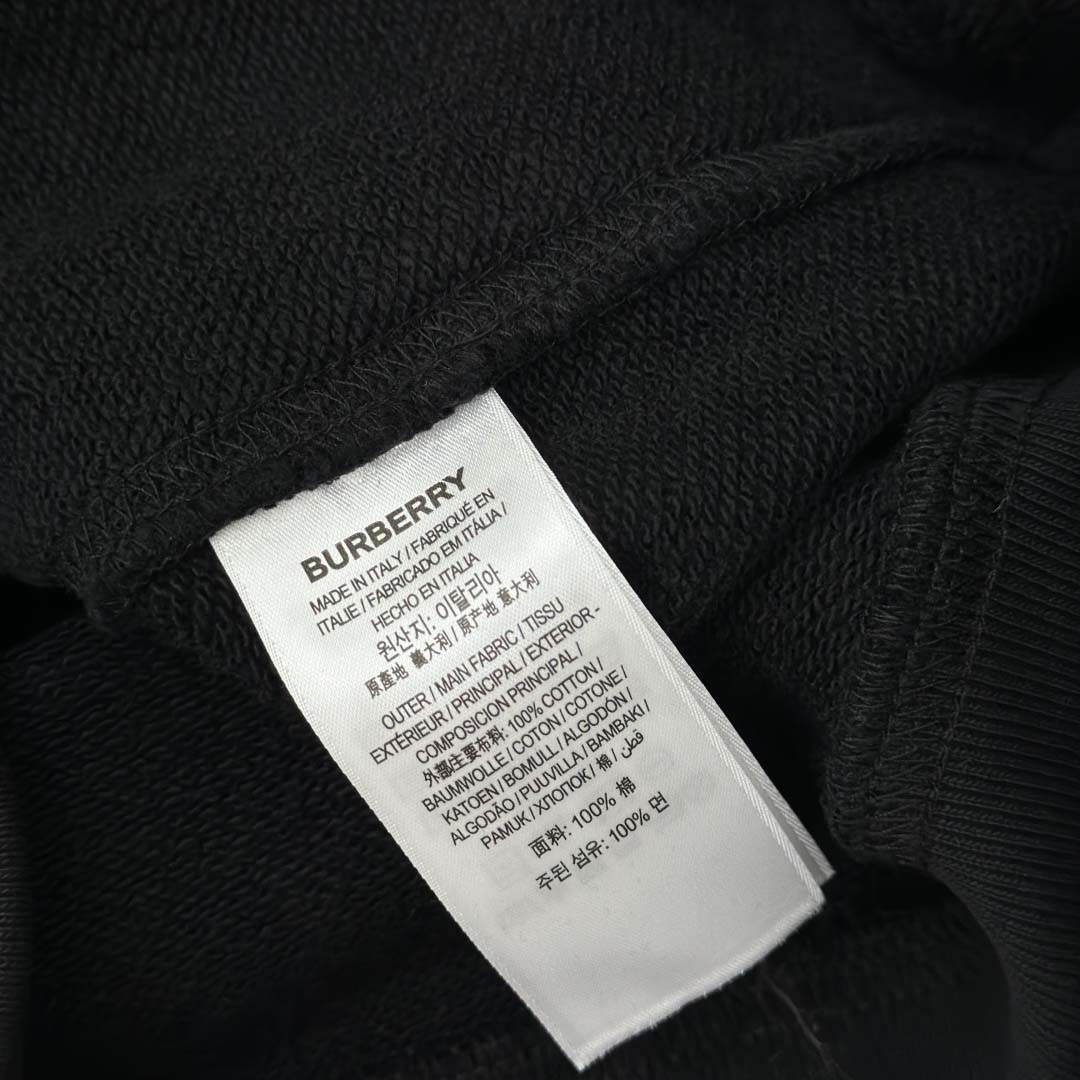 BURBERRY
MADE IN ITALY / FABRIQUÉ EN
ITALIE / FABRICADO EM ITÁLIA /
HECHO EN ITALIA
원산지: 이탈리아
原產地 義大利 / 原产地 意大利
OUTER / MAIN FABRIC / TISSU
EXTÉRIEUR / PRINCIPAL / EXTERIOR-
COMPOSICION PRINCIPAL /
外部主要布料: 100% COTTON /
BAUMWOLLE / COTON / COTONE /
KATOEN / BOMULL / ALGODÓN /
ALGODÃO / PUUVILLA / BAMBAKI /
PAMUK / ХЛОПОК / 棉 / قطن
面料: 100% 棉
주된 섬유: 100% 면